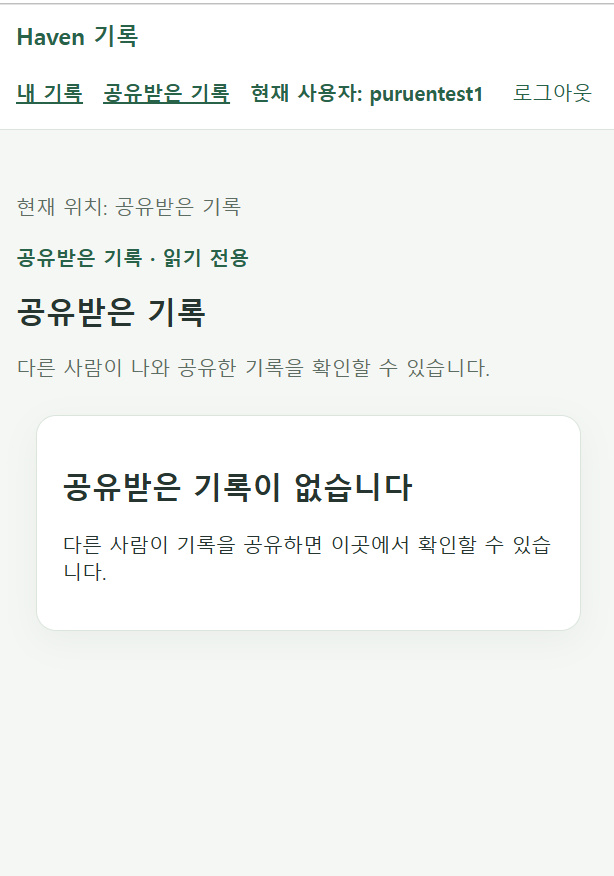 Haven 기록
내 기록 공유받은 기록 현재 사용자: puruentest1 로그아웃
현재 위치: 공유받은 기록
공유받은 기록 · 읽기 전용
공유받은 기록
다른 사람이 나와 공유한 기록을 확인할 수 있습니다.
공유받은 기록이 없습니다
다른 사람이 기록을 공유하면 이곳에서 확인할 수 있습
니다.